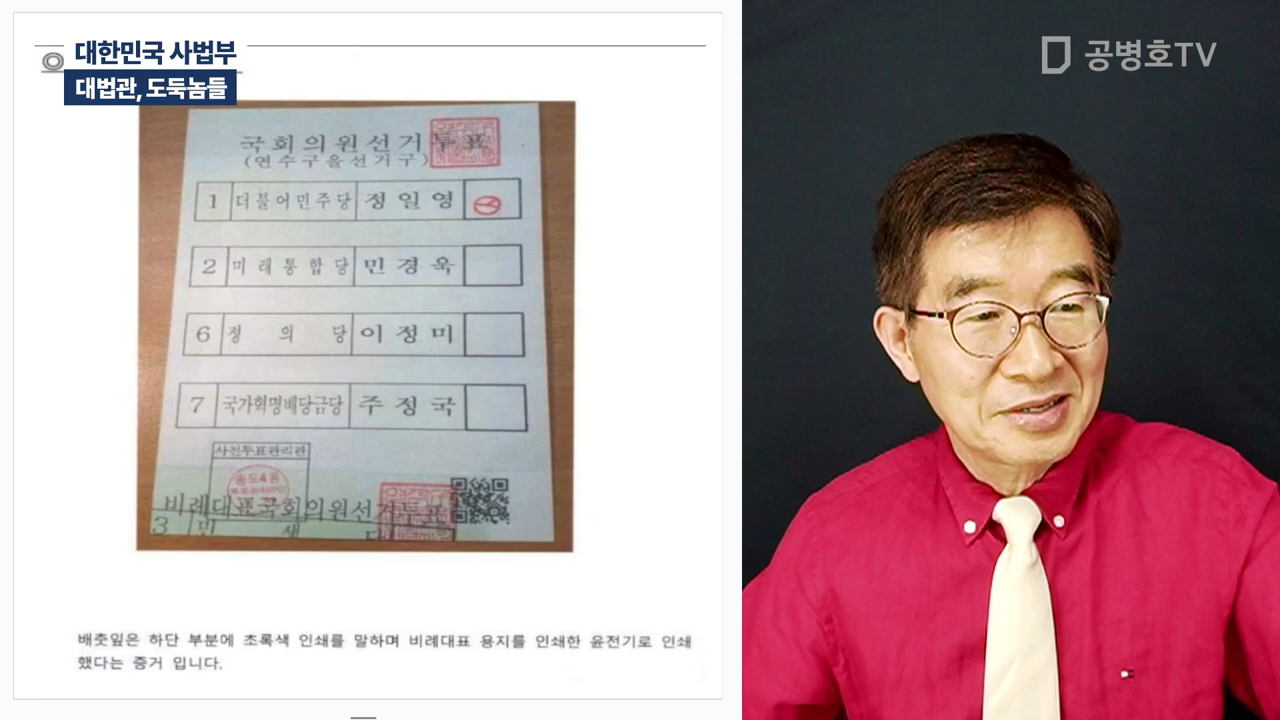 대한민국 사법부
대법관, 도둑놈들
공병호TV
국회의원선거투표
(연수구을선거구)
1 더불어민주당 정일영
2 미래통합당 민경욱
6 정의당 이정미
7 국가혁명배당금당 주정국
사전투표관리관
비례대표국회의원선거투표
3 민 새
배춧잎은 하단 부분에 초록색 인쇄를 말하며 비례대표 용지를 인쇄한 윤전기로 인쇄
했다는 증거 입니다.